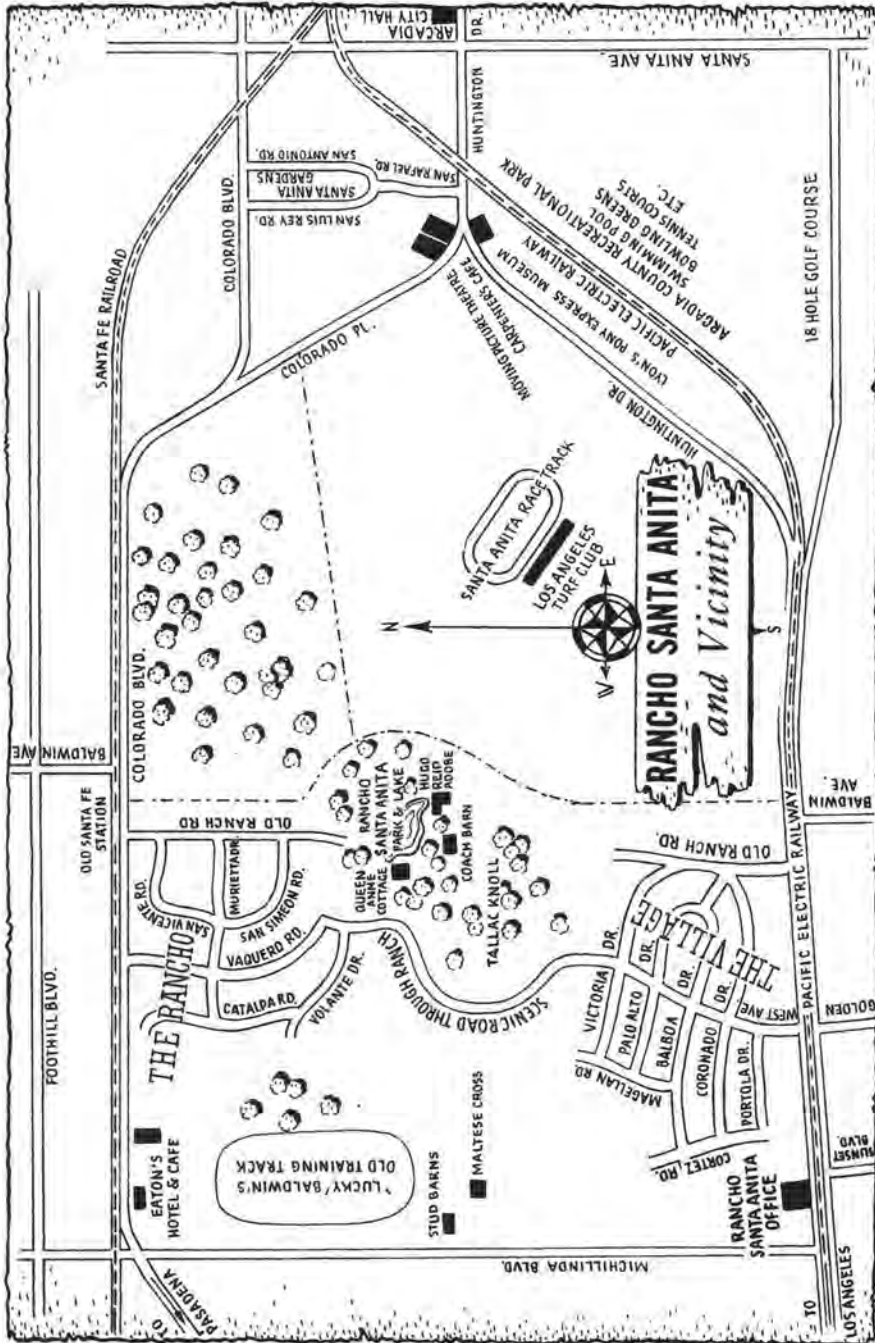 FOOTHILL BLVD.
BALDWIN AVE
OLD SANTA FE
STATION
SANTA FE RAILROAD
TO
PASADENA
EATON'S
HOTEL & CAFE
THE RANCHO
SAN VICENTE RD.
MURIETTA DR.
SAN SIMEON RD.
VAQUERO RD.
CATALPA RD.
VOLANTE DR.
OLD RANCH RD
COLORADO BLVD.
COLORADO BLVD.
COLORADO PL.
SAN LUIS REY RD.
SANTA ANITA
GARDENS
SAN ANTONIO RD.
SAN RAFAEL RD.
ARCADIA
CITY HALL
HUNTINGTON
DR.
SANTA ANITA AVE.
"LUCKY" BALDWIN'S
OLD TRAINING TRACK
STUD BARNS
MALTESE CROSS
MICHILLINDA BLVD.
QUEEN
ANNE
COTTAGE
RANCHO
SANTA ANITA
PARK & LAKE
HUGO
REID
ADOBE
COACH BARN
TALLAC KNOLL
SCENIC ROAD THROUGH RANCH
MOVING PICTURE THEATRE
CARPENTER'S CAFE
LYON'S PONY EXPRESS MUSEUM
PACIFIC ELECTRIC RAILWAY
ARCADIA COUNTY RECREATIONAL PARK
SWIMMING POOL
BOWLING GREENS
TENNIS COURTS
ETC.
HUNTINGTON DR.
18 HOLE GOLF COURSE
SANTA ANITA RACE TRACK
LOS ANGELES
TURF CLUB
N
W
E
S
RANCHO SANTA ANITA
and Vicinity
THE VILLAGE
OLD RANCH RD.
VICTORIA DR.
PALO ALTO DR.
BALBOA DR.
CORONADO DR.
PORTOLA DR.
MAGELLAN RD.
CORTEZ RD.
WEST AVE
GOLDEN
RANCHO
SANTA ANITA
OFFICE
PACIFIC ELECTRIC RAILWAY
BALDWIN
AVE.
SUNSET
BLVD.
TO
LOS ANGELES